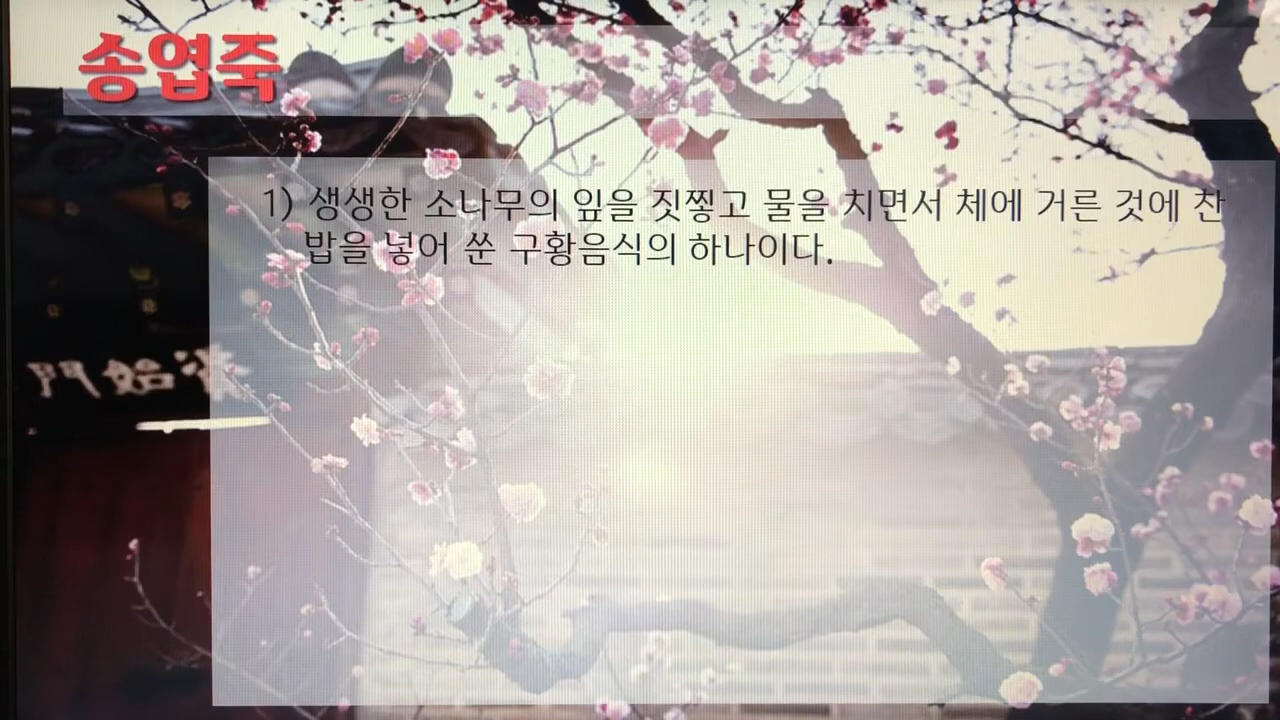 송엽죽
1) 생생한 소나무의 잎을 짓찧고 물을 치면서 체에 거른 것에 찬
밥을 넣어 쑨 구황음식의 하나이다.